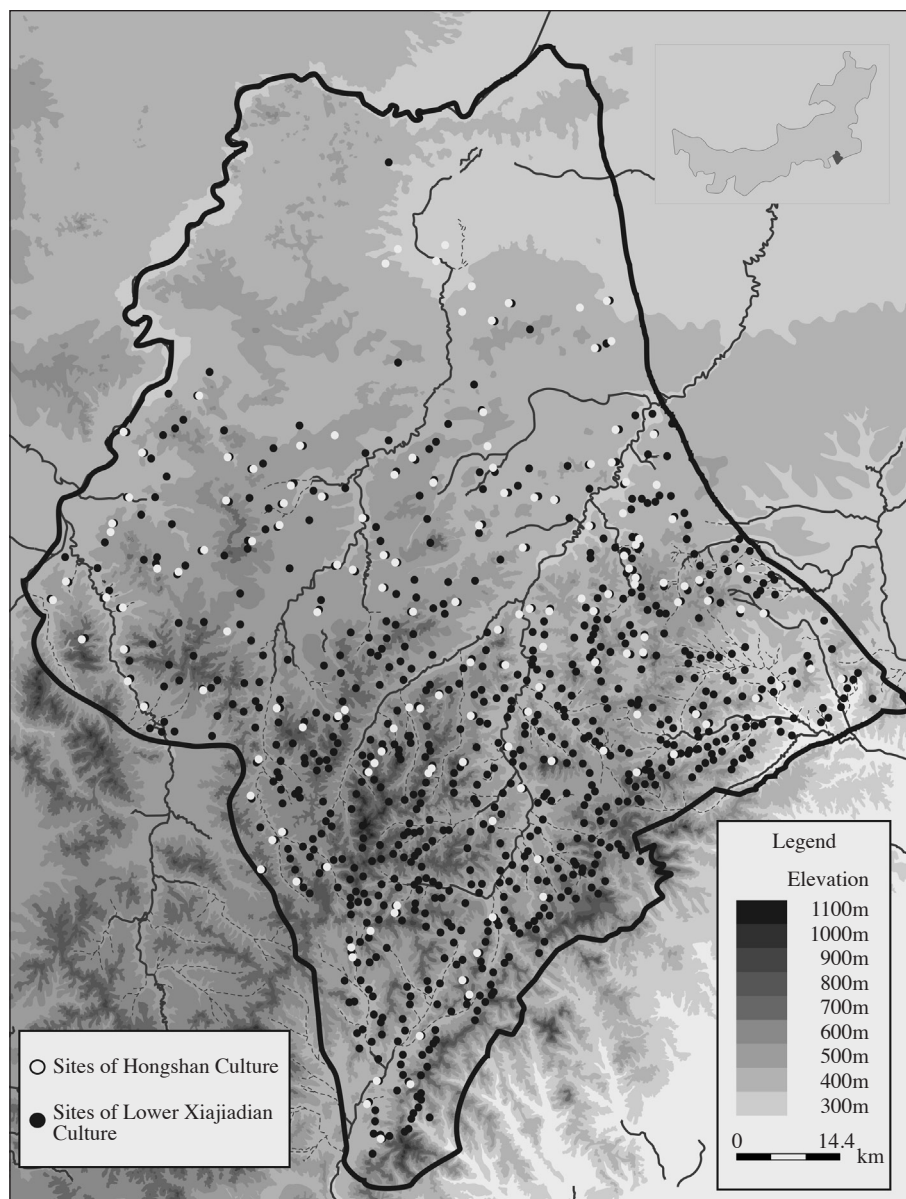 Legend
Elevation
1100m
1000m
900m
800m
700m
600m
500m
400m
300m
0 14.4
km
Sites of Hongshan Culture
Sites of Lower Xiajiadian
Culture